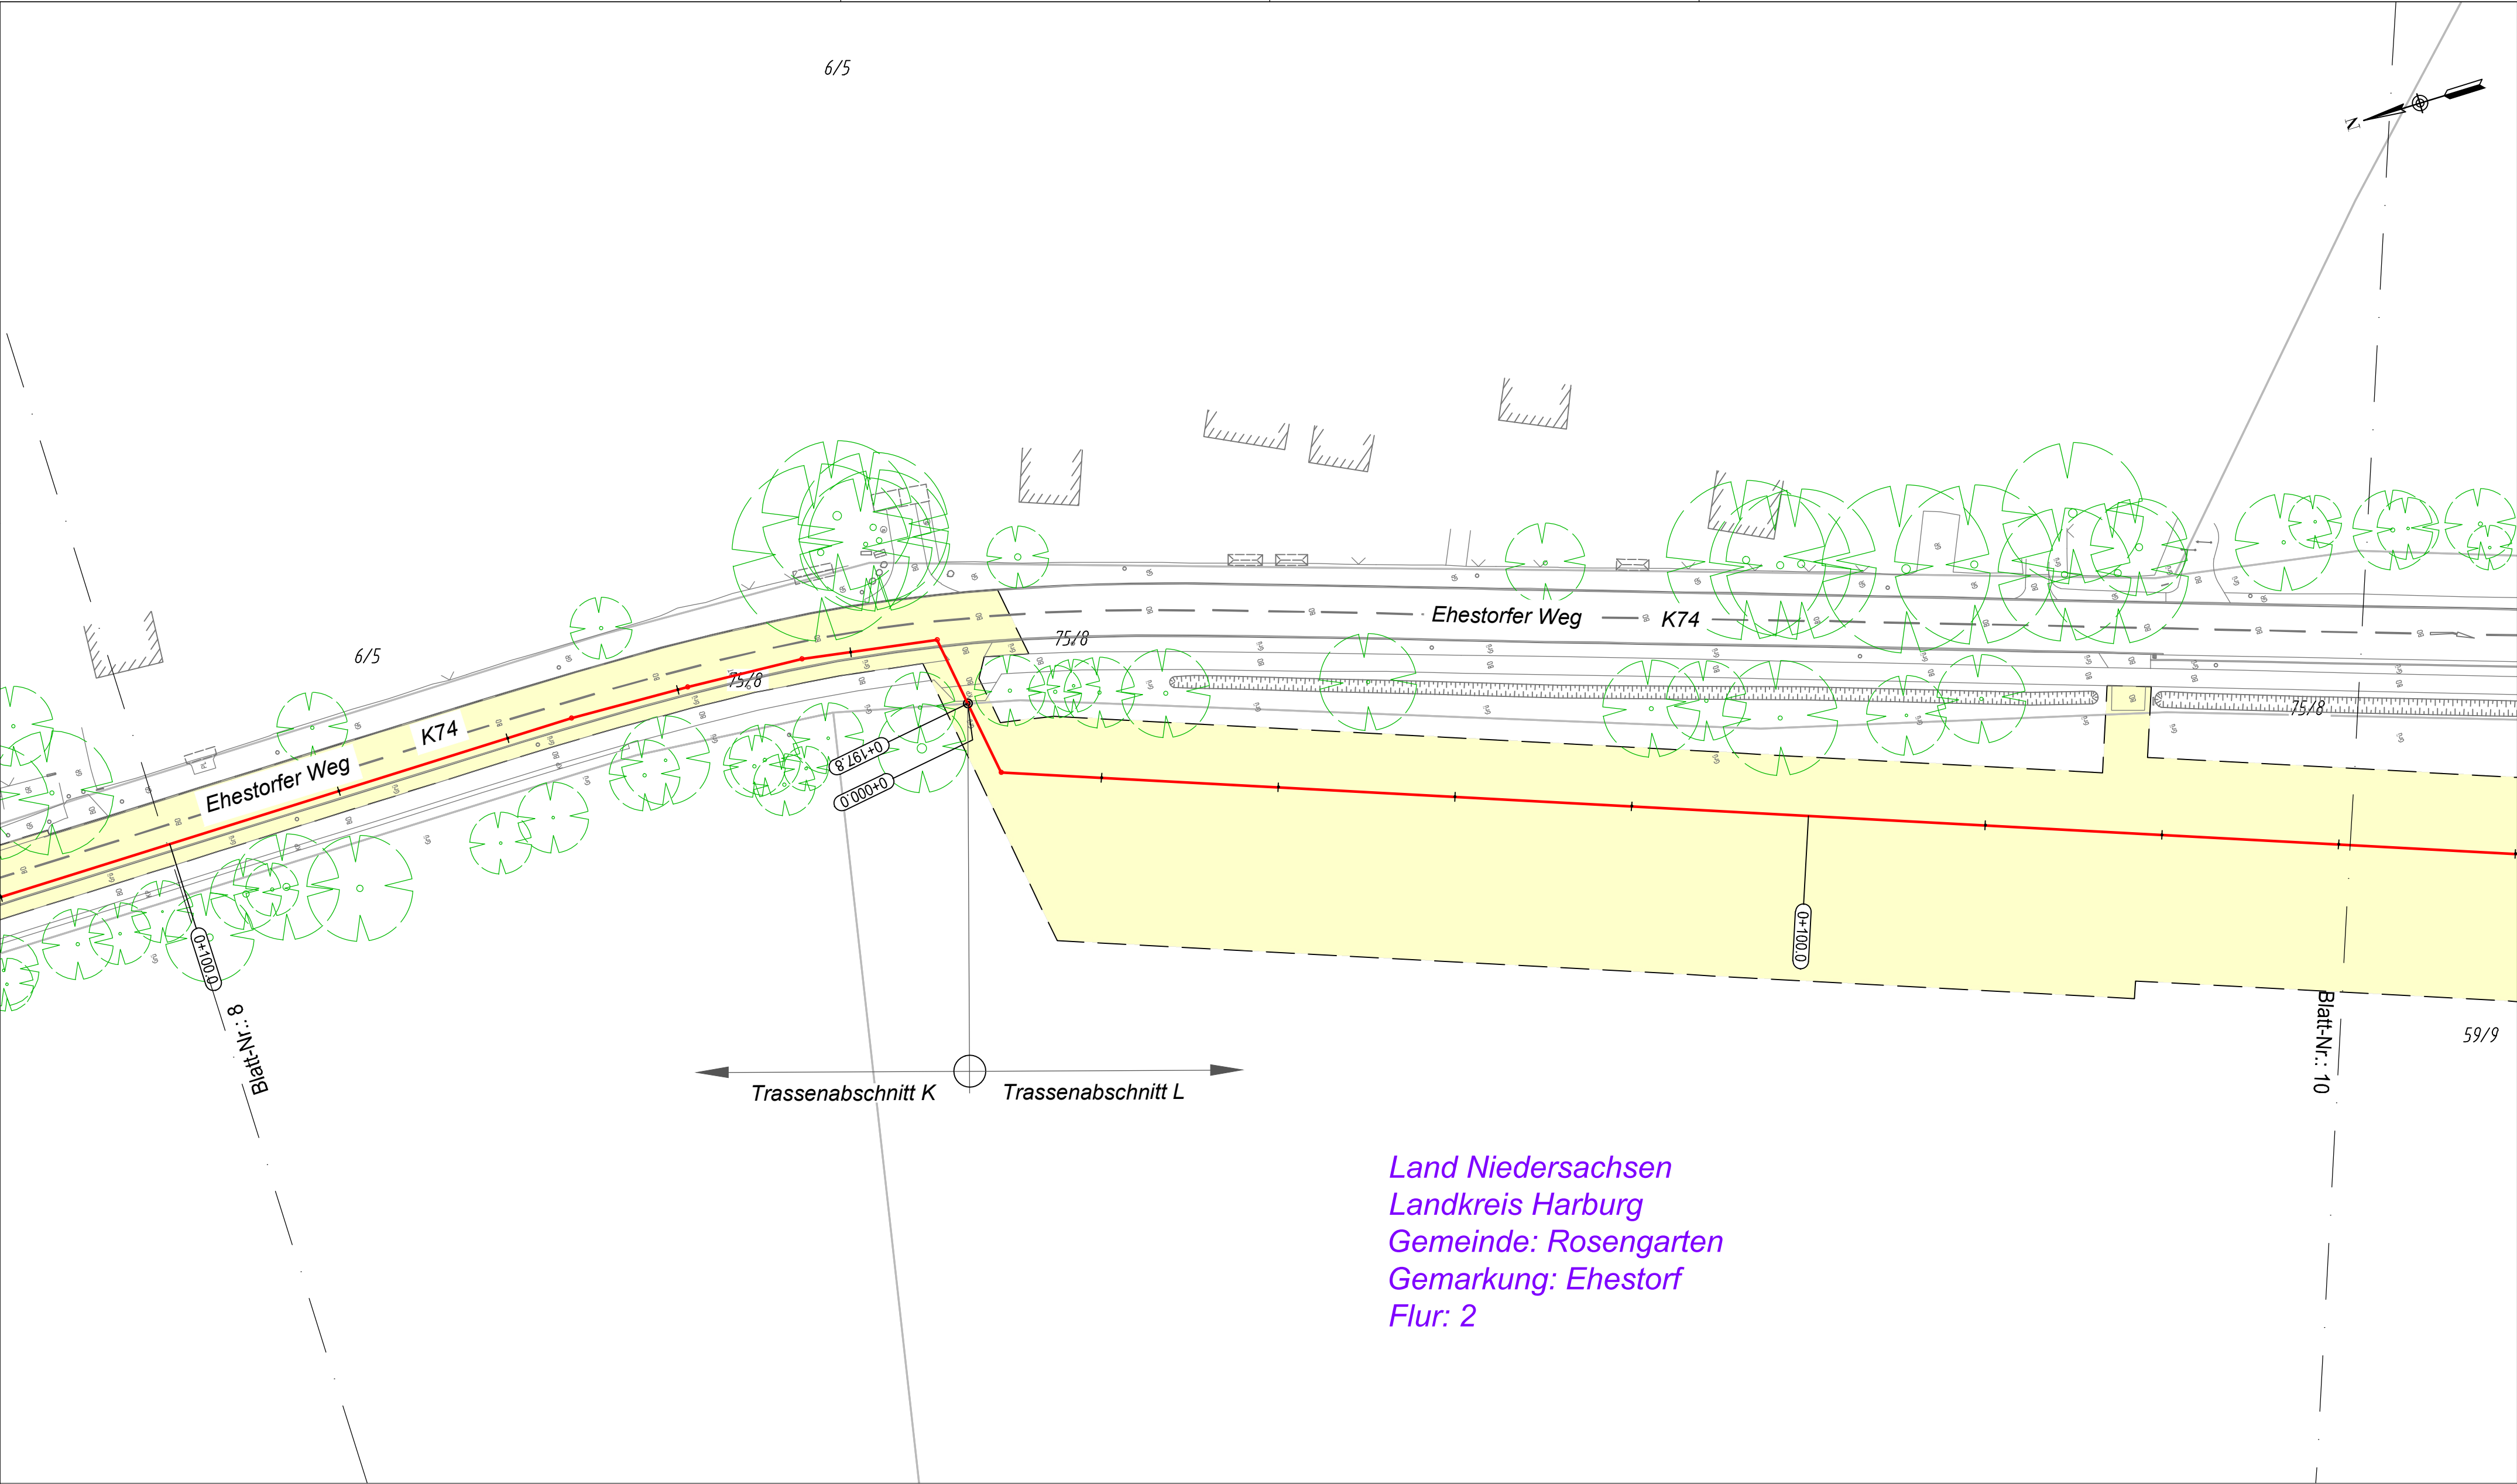 6/5
N
Ehestorfer Weg K74
75/8
6/5
75/8
K74
75/8
Ehestorfer Weg
0+197.8
0+000.0
0+100.0
0+100.0
Blatt-Nr.: 8
Blatt-Nr.: 10
59/9
Trassenabschnitt K
Trassenabschnitt L
Land Niedersachsen
Landkreis Harburg
Gemeinde: Rosengarten
Gemarkung: Ehestorf
Flur: 2